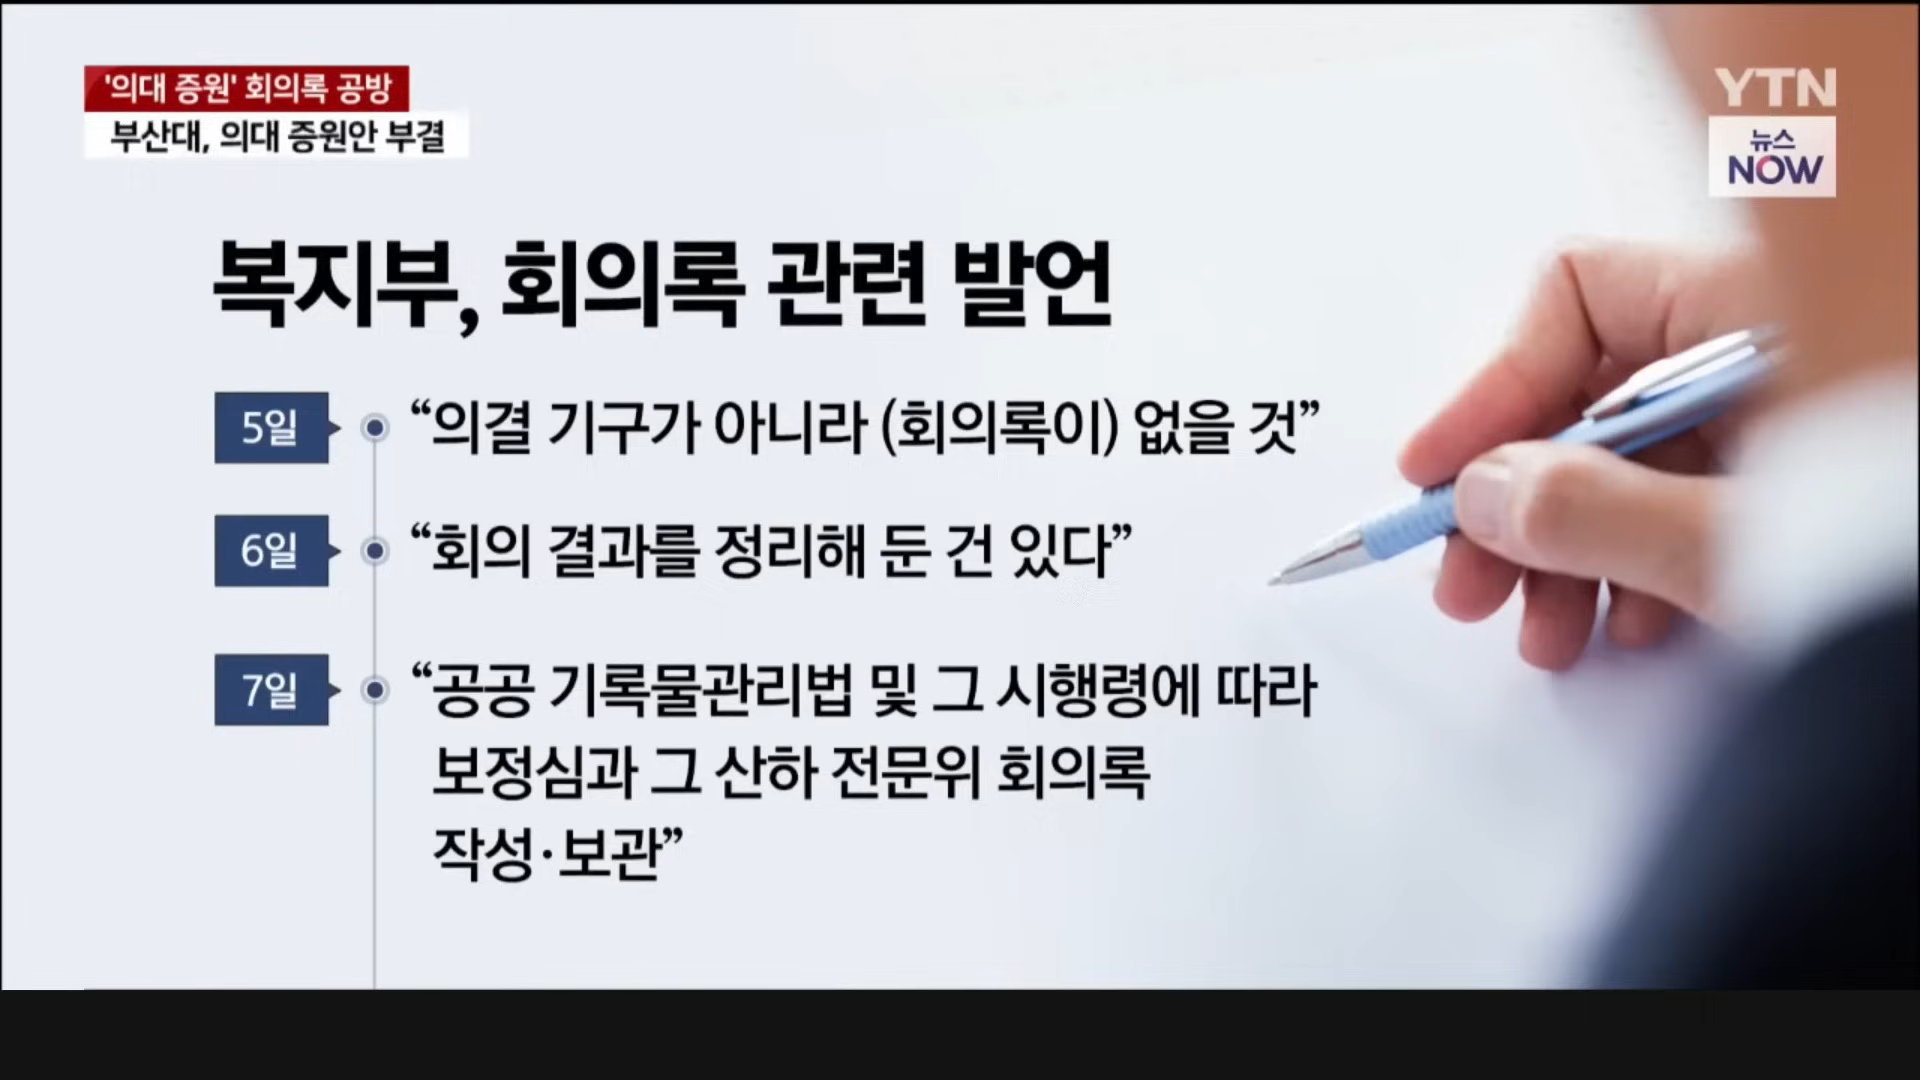 '의대 증원' 회의록 공방
부산대, 의대 증원안 부결
YTN
뉴스
NOW
복지부, 회의록 관련 발언
5일 “의결 기구가 아니라 (회의록이) 없을 것”
6일 “회의 결과를 정리해 둔 건 있다”
7일 “공공 기록물관리법 및 그 시행령에 따라
보정심과 그 산하 전문위 회의록
작성·보관”